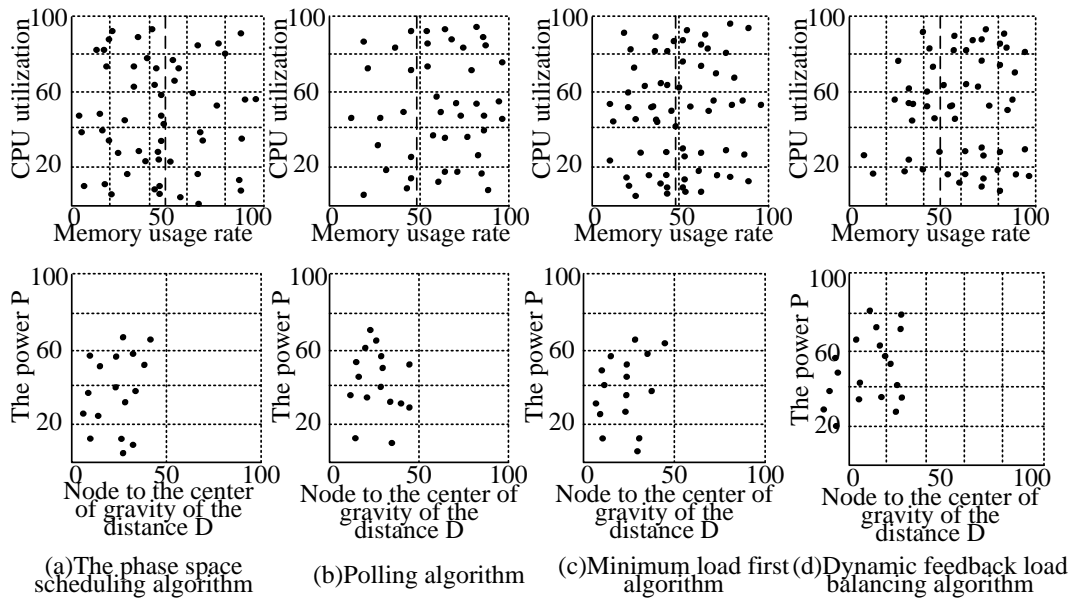 100
60
20
50
100
CPU utilization
Memory usage rate
100
60
20
50
100
CPU utilization
Memory usage rate
100
60
20
0
50
100
CPU utilization
Memory usage rate
100
60
20
0
50
100
CPU utilization
Memory usage rate
100
60
20
0
50
100
The power P
Node to the center
of gravity of the
distance D
100
60
20
0
50
100
The power P
Node to the center of
gravity of the
distance D
100
60
20
0
50
100
The power P
Node to the center of
gravity of the
distance D
100
60
20
0
50
100
The power P
Node to the center of
gravity of the
distance D
(a)The phase space
scheduling algorithm
(b)Polling algorithm
(c)Minimum load first
algorithm
(d)Dynamic feedback load
balancing algorithm